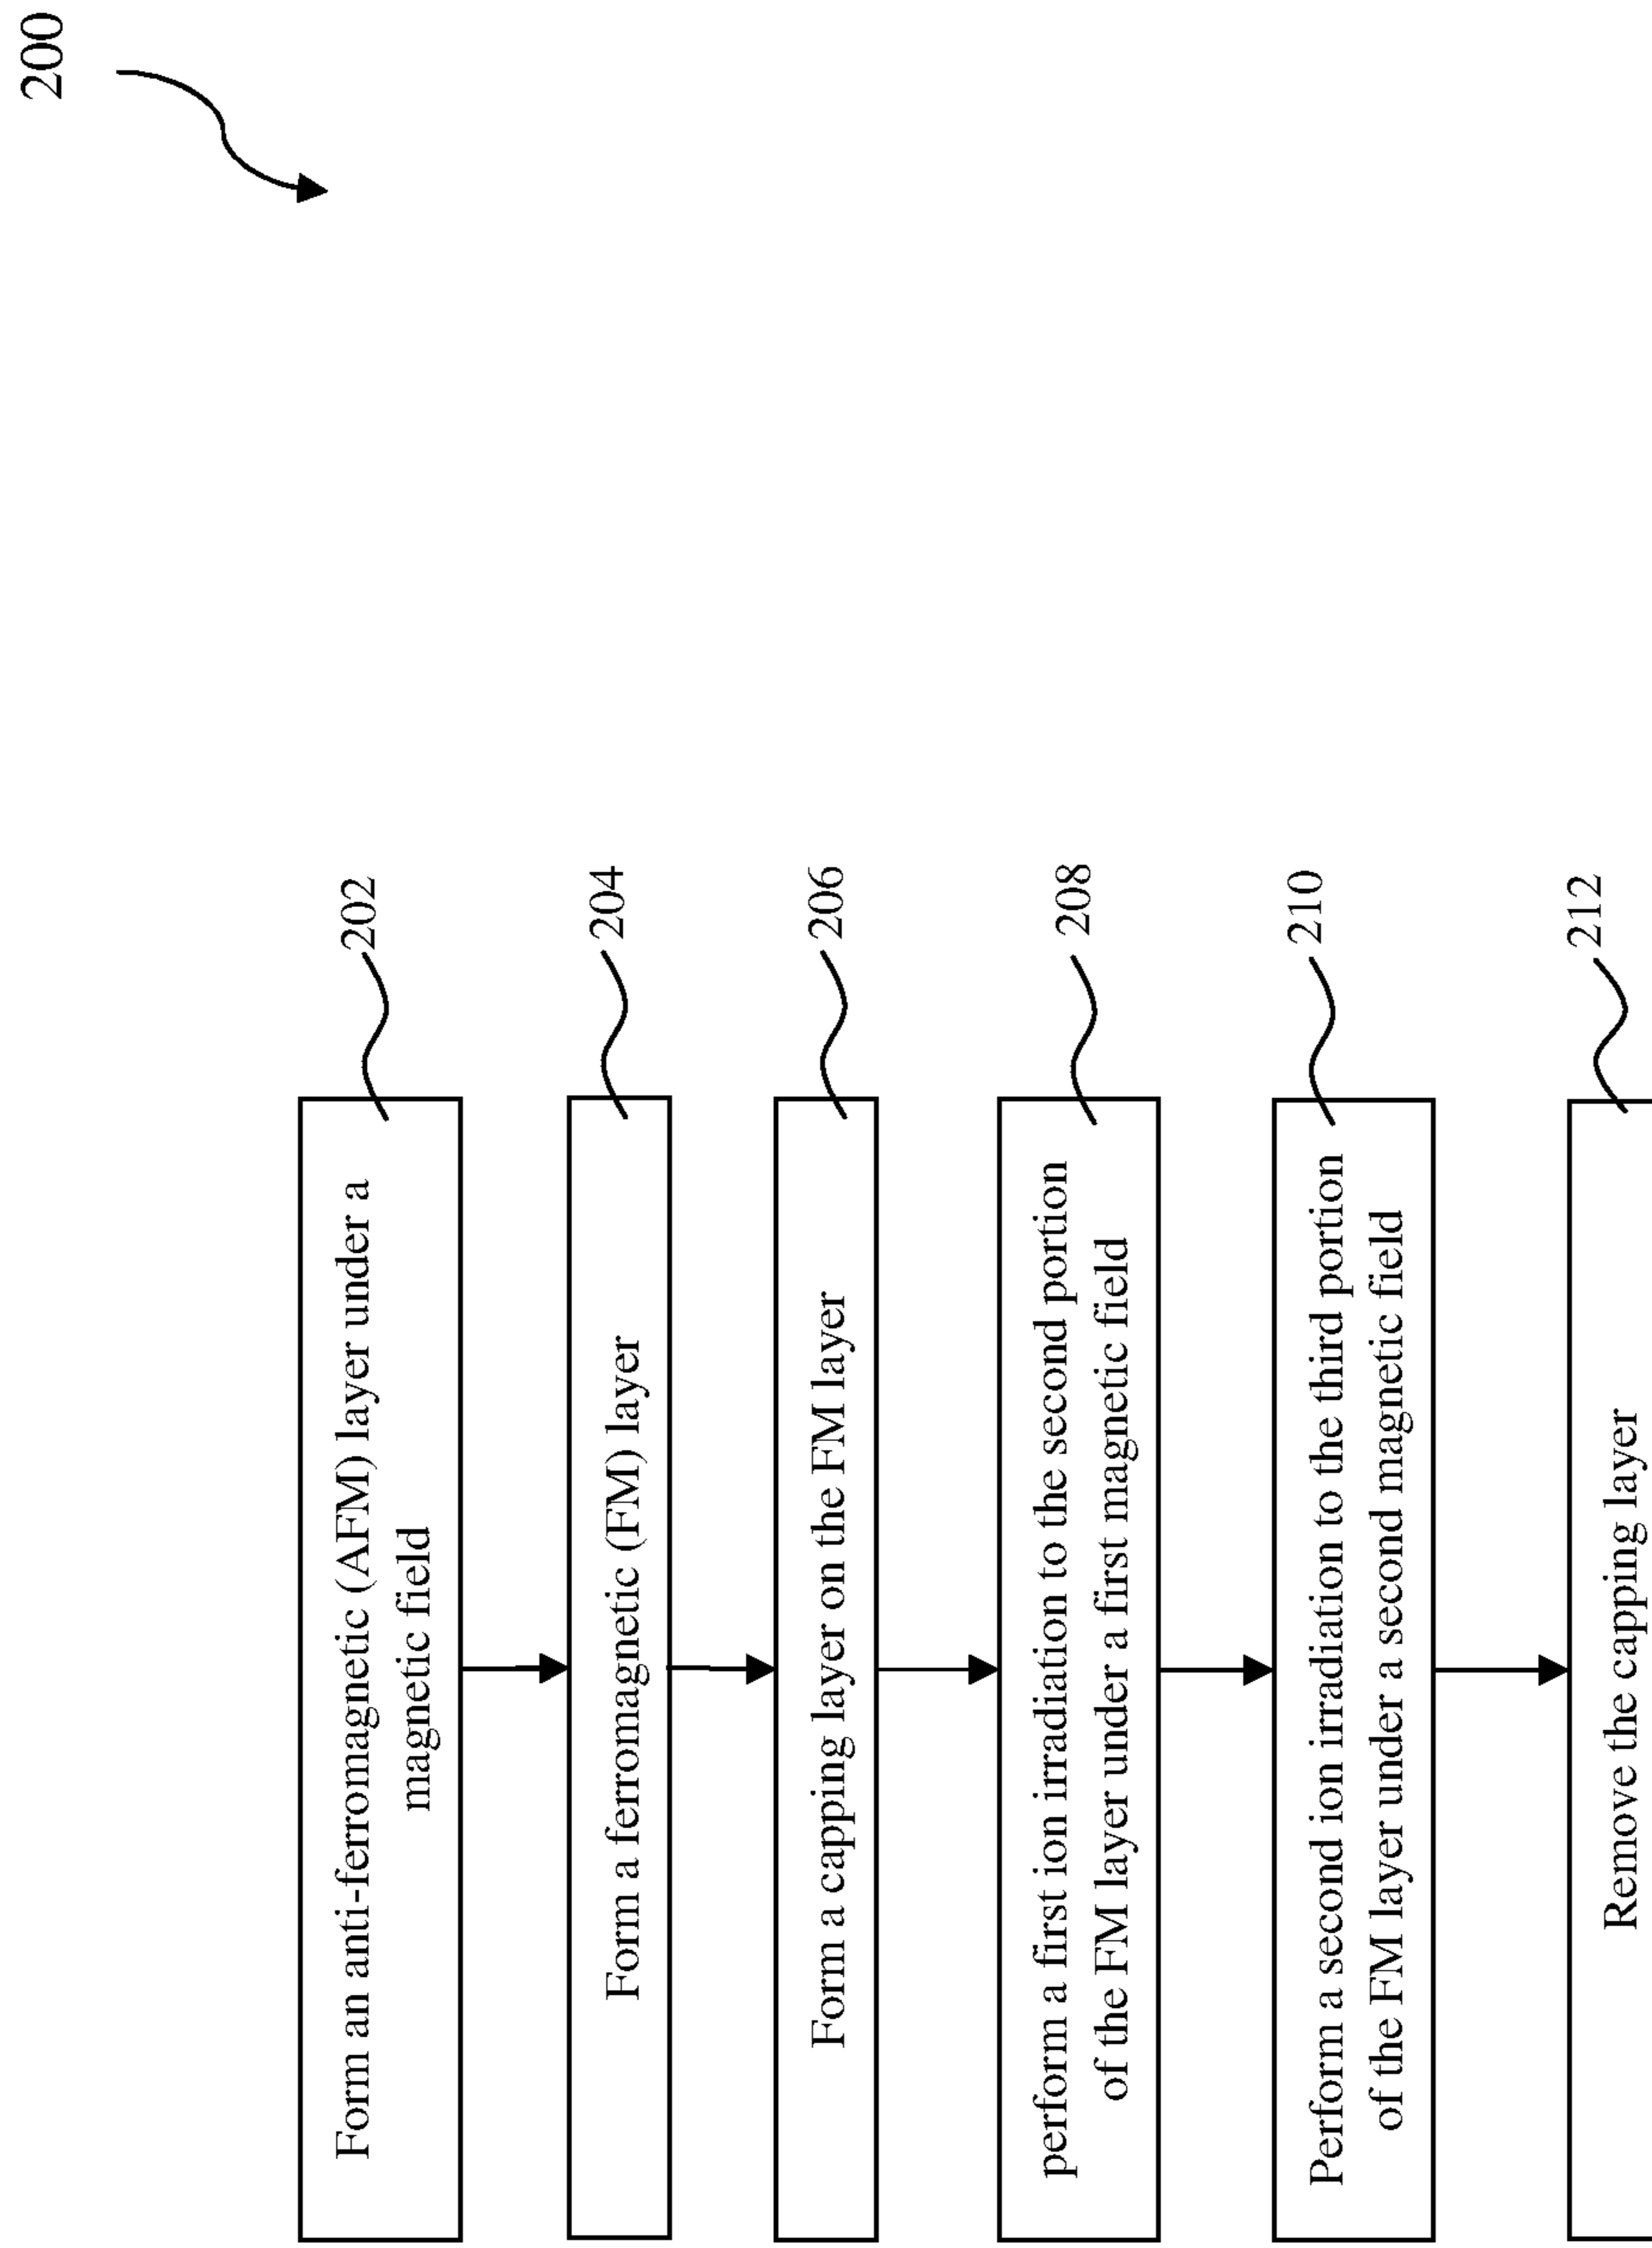 200
Form an anti-ferromagnetic (AFM) layer under a
magnetic field
202
Form a ferromagnetic (FM) layer
204
Form a capping layer on the FM layer
206
perform a first ion irradiation to the second portion
of the FM layer under a first magnetic field
208
Perform a second ion irradiation to the third portion
of the FM layer under a second magnetic field
210
Remove the capping layer
212